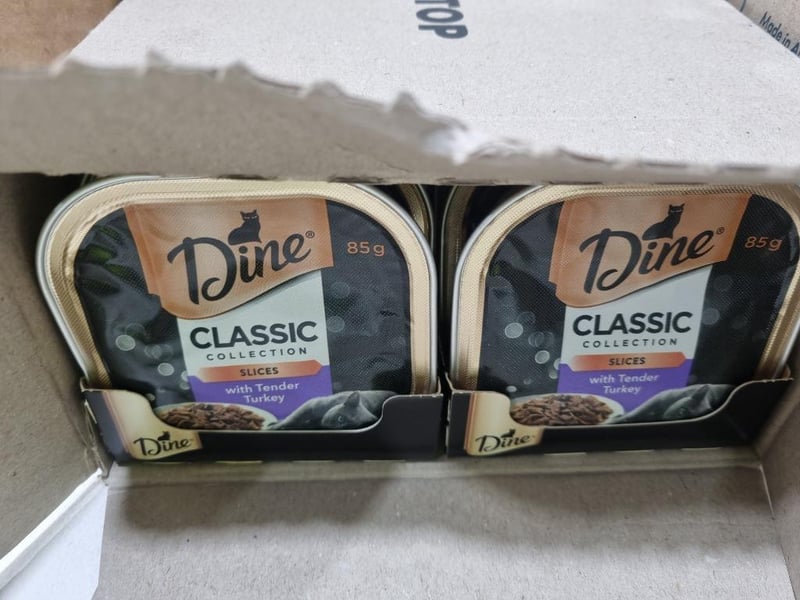 TOP
Made in
Dine®
85g
CLASSIC
COLLECTION
SLICES
with Tender
Turkey
Dine
Dine®
85g
CLASSIC
COLLECTION
SLICES
with Tender
Turkey
Dine